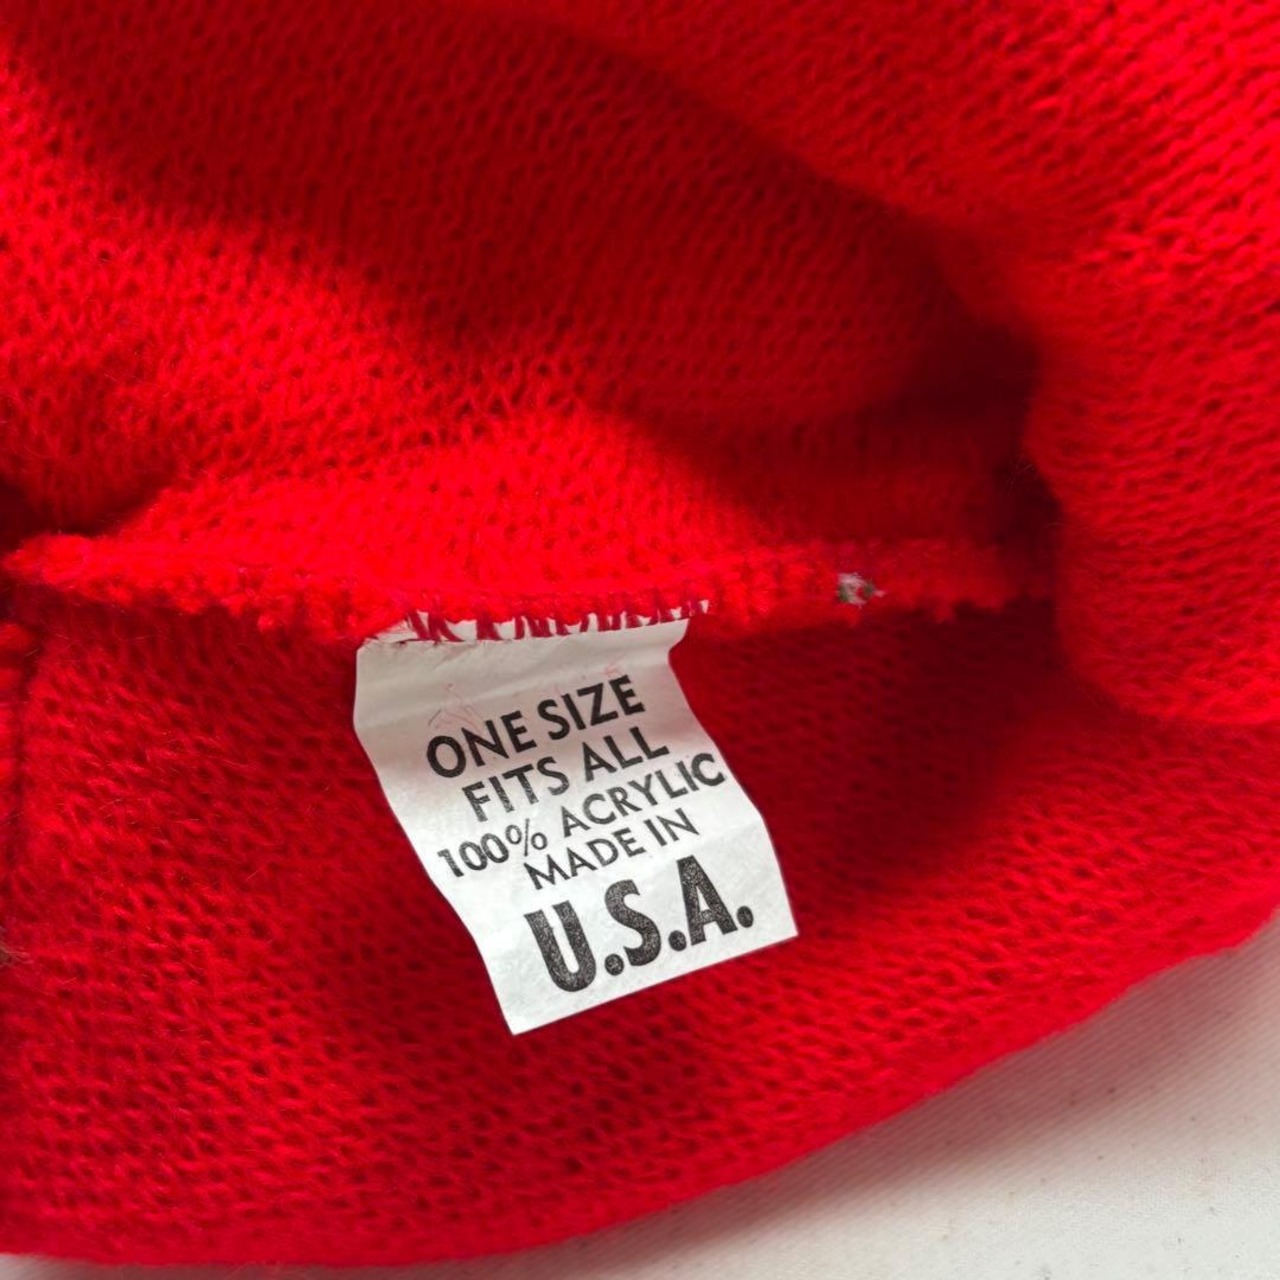 ONE SIZE
FITS ALL
100% ACRYLIC
MADE IN
U.S.A.